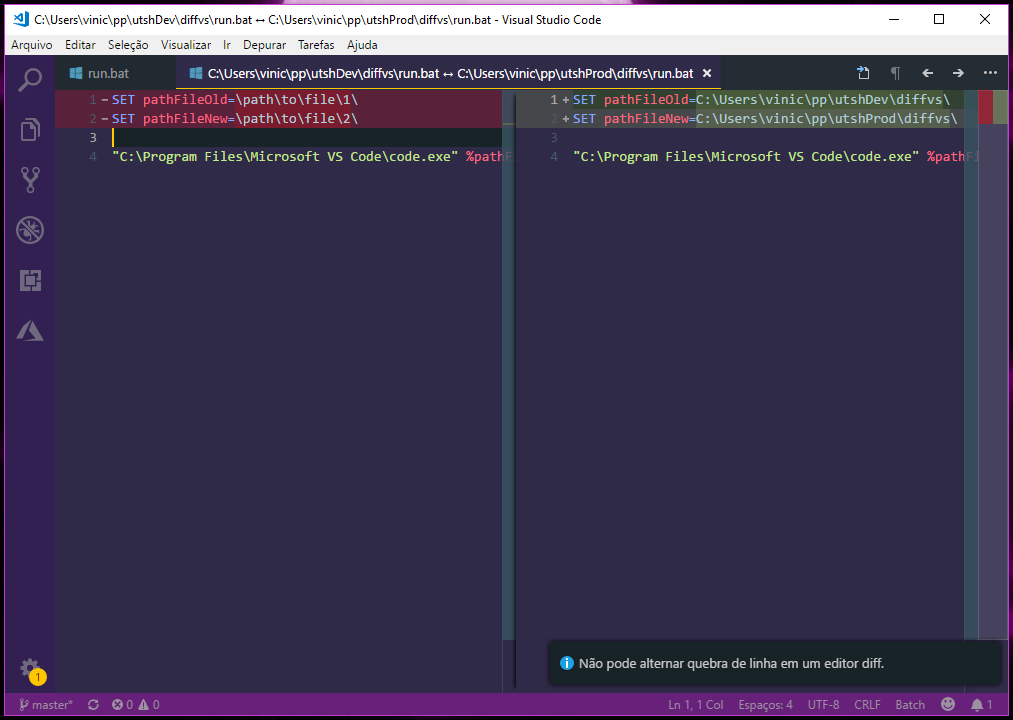 C:\Users\vinic\pp\utshDev\diffvs\run.bat ↔ C:\Users\vinic\pp\utshProd\diffvs\run.bat - Visual Studio Code
Arquivo Editar Seleção Visualizar Ir Depurar Tarefas Ajuda
run.bat
C:\Users\vinic\pp\utshDev\diffvs\run.bat ↔ C:\Users\vinic\pp\utshProd\diffvs\run.bat
1 - SET pathFileOld=\path\to\file\1\
2 - SET pathFileNew=\path\to\file\2\
3
4 "C:\Program Files\Microsoft VS Code\code.exe" %pathF
1 + SET pathFileOld=C:\Users\vinic\pp\utshDev\diffvs\
2 + SET pathFileNew=C:\Users\vinic\pp\utshProd\diffvs\
3
4 "C:\Program Files\Microsoft VS Code\code.exe" %pathFi
Não pode alternar quebra de linha em um editor diff.
1
master* 0 0 Ln 1, 1 Col Espaços: 4 UTF-8 CRLF Batch 1